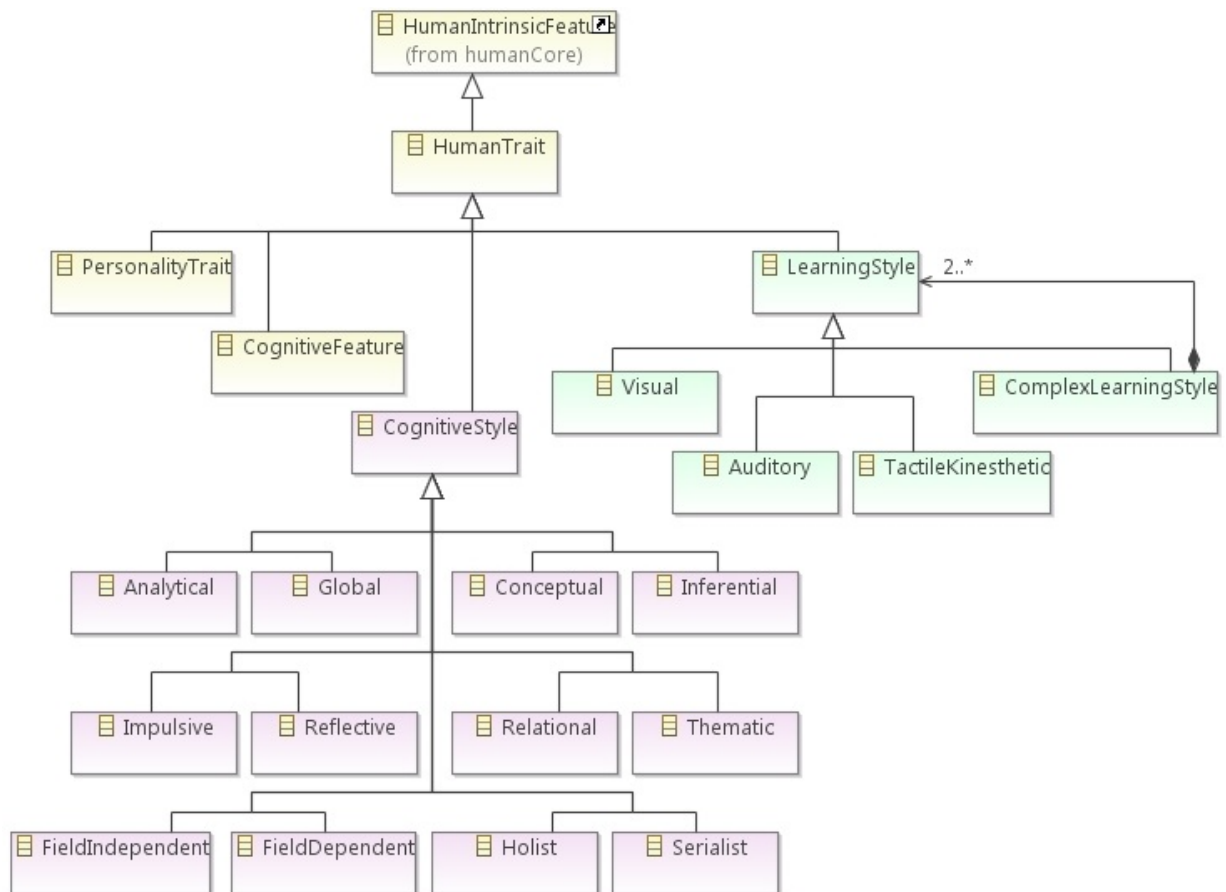 HumanIntrinsicFeature
(from humanCore)
HumanTrait
PersonalityTrait
LearningStyle
2..*
CognitiveFeature
Visual
ComplexLearningStyle
CognitiveStyle
Auditory
TactileKinesthetic
Analytical
Global
Conceptual
Inferential
Impulsive
Reflective
Relational
Thematic
FieldIndependent
FieldDependent
Holist
Serialist